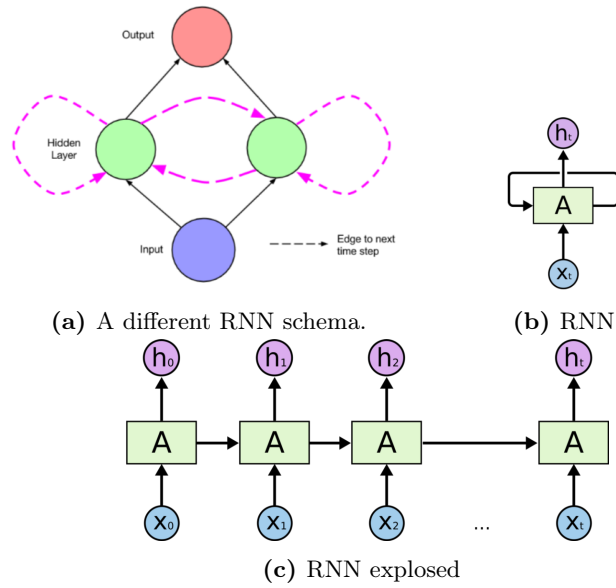 Output
Hidden
Layer
Input
Edge to next
time step
(a) A different RNN schema.
hₜ
A
xₜ
(b) RNN
h₀ h₁ h₂ hₜ
A A A A
x₀ x₁ x₂ ... xₜ
(c) RNN explosed